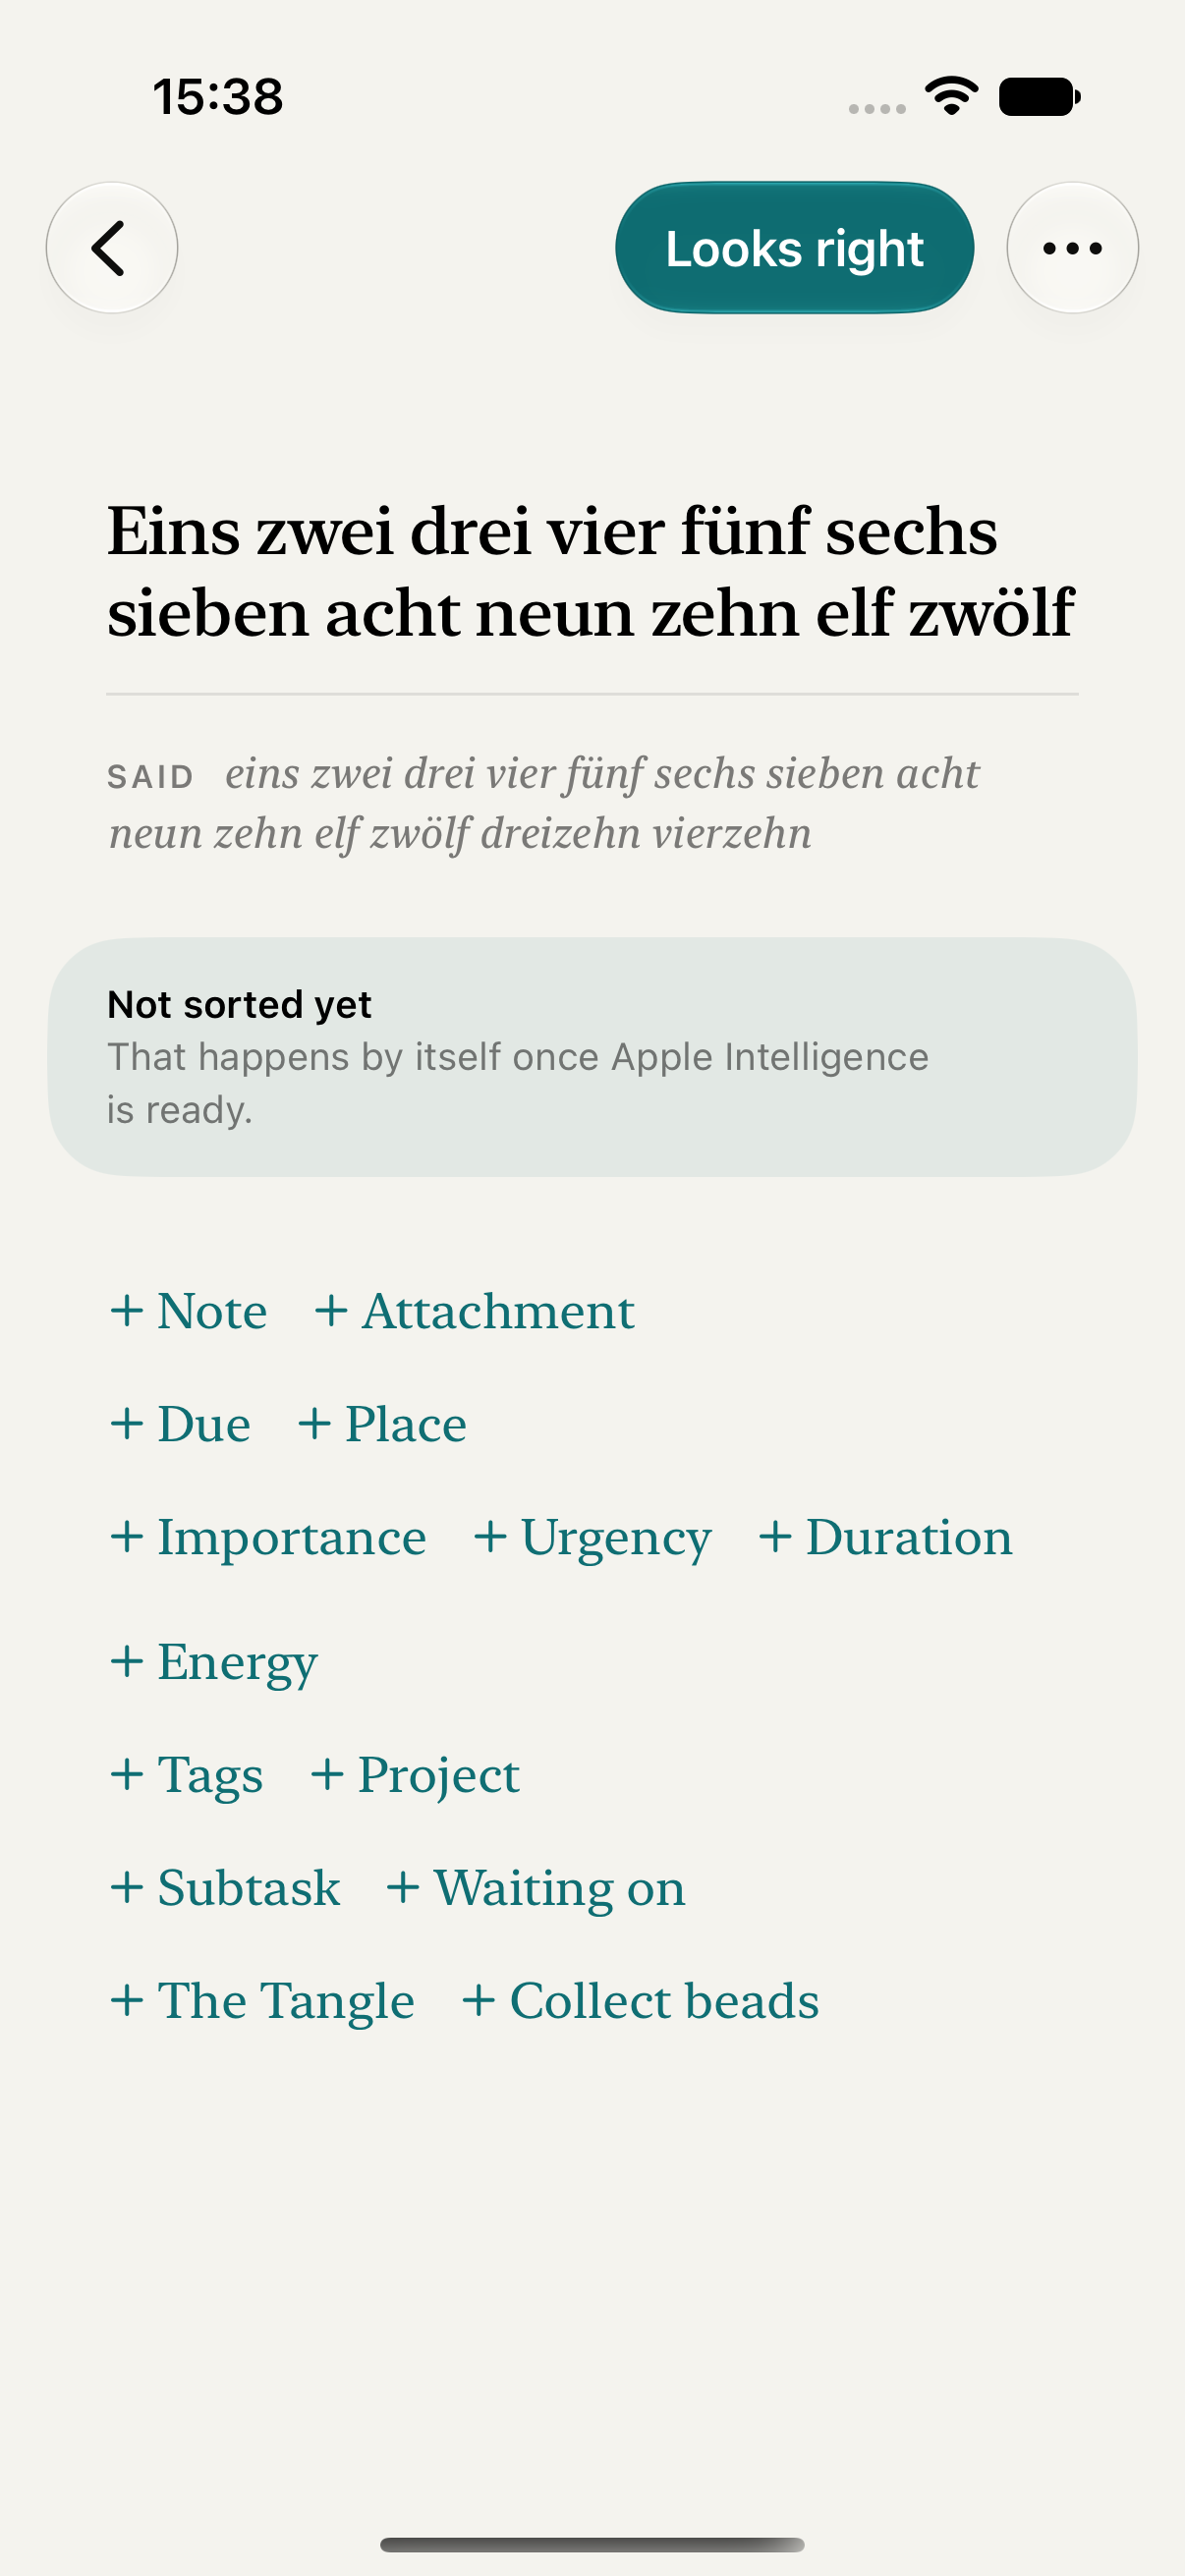 15:38
Looks right
Eins zwei drei vier fünf sechs
sieben acht neun zehn elf zwölf
SAID eins zwei drei vier fünf sechs sieben acht
neun zehn elf zwölf dreizehn vierzehn
Not sorted yet
That happens by itself once Apple Intelligence
is ready.
+ Note + Attachment
+ Due + Place
+ Importance + Urgency + Duration
+ Energy
+ Tags + Project
+ Subtask + Waiting on
+ The Tangle + Collect beads